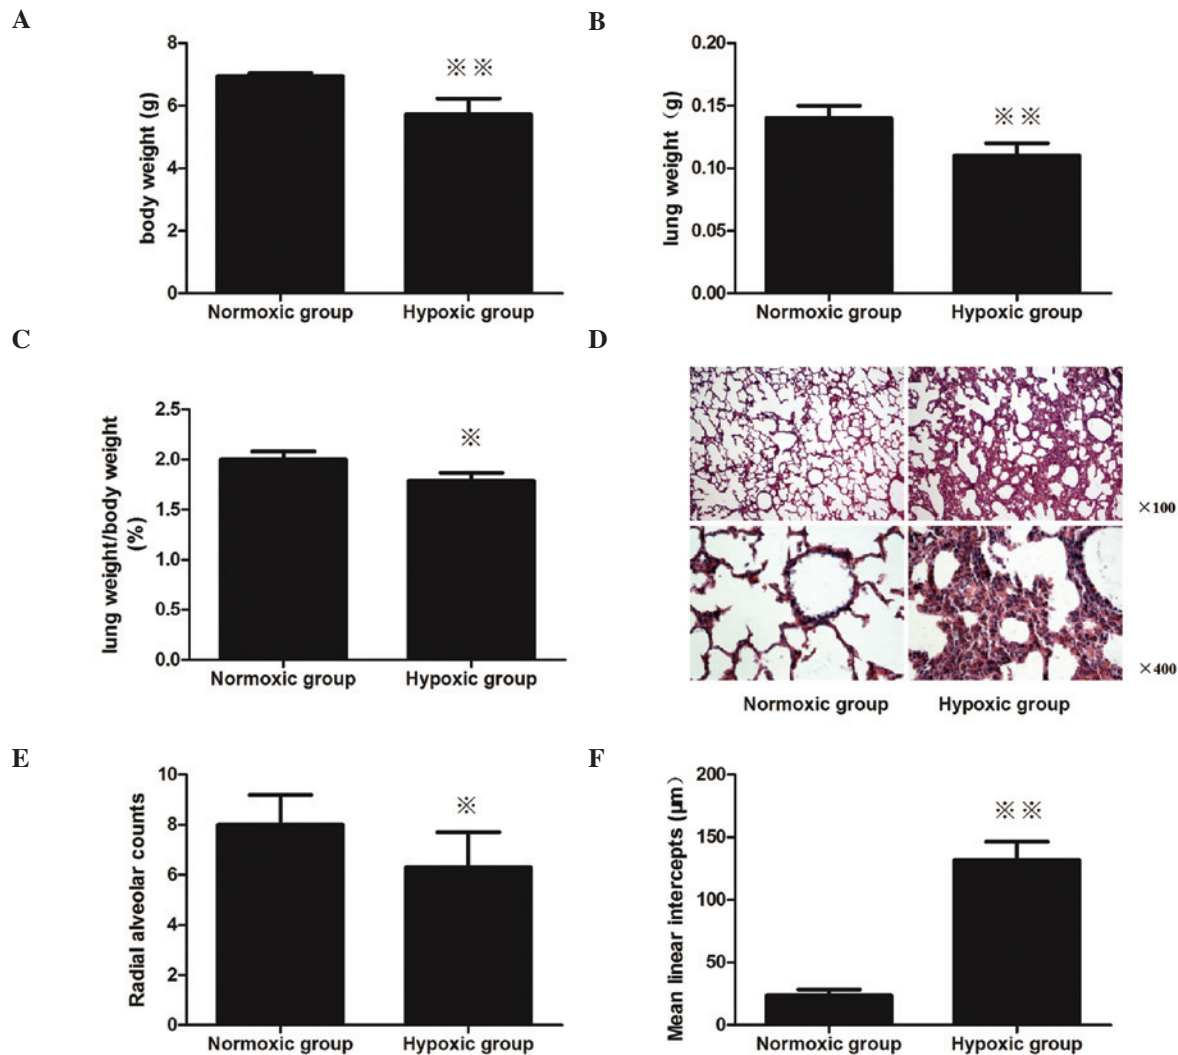 A
body weight (g)
8
6
4
2
0
※※
Normoxic group
Hypoxic group
B
lung weight（g）
0.20
0.15
0.10
0.05
0.00
※※
Normoxic group
Hypoxic group
C
lung weight/body weight
(%)
2.5
2.0
1.5
1.0
0.5
0.0
※
Normoxic group
Hypoxic group
D
×100
×400
Normoxic group
Hypoxic group
E
Radial alveolar counts
10
8
6
4
2
0
※
Normoxic group
Hypoxic group
F
Mean linear intercepts (μm）
200
150
100
50
0
※※
Normoxic group
Hypoxic group